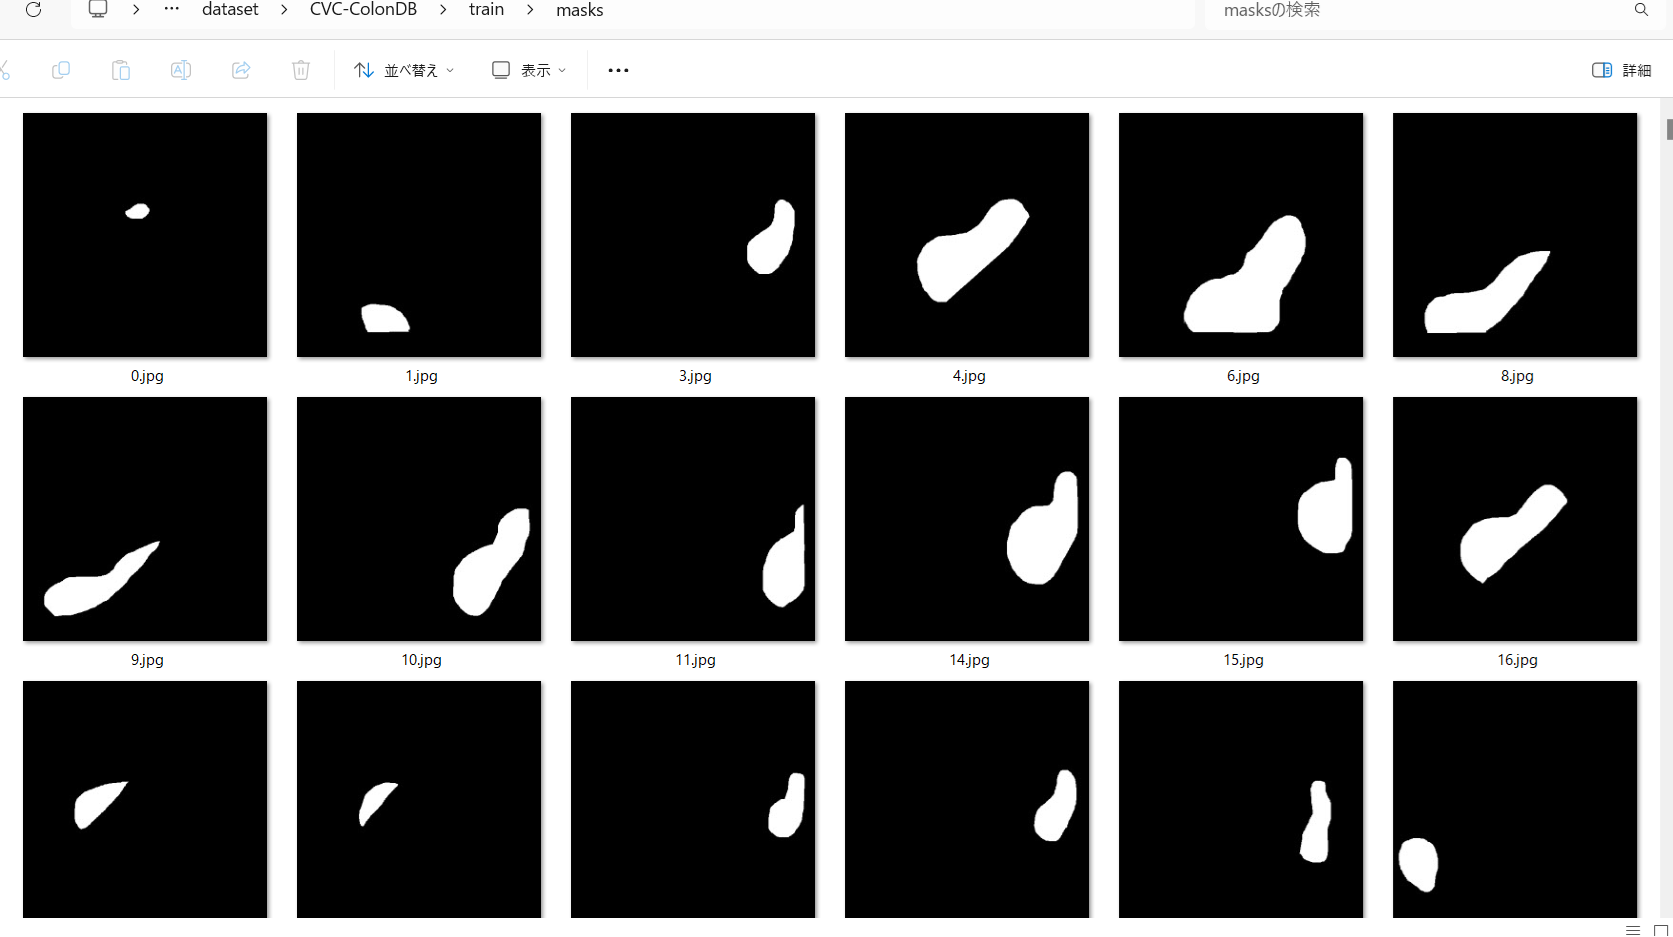 dataset > CVC-ColonDB > train > masks
masksの検索
並べ替え
表示
詳細
0.jpg
1.jpg
3.jpg
4.jpg
6.jpg
8.jpg
9.jpg
10.jpg
11.jpg
14.jpg
15.jpg
16.jpg